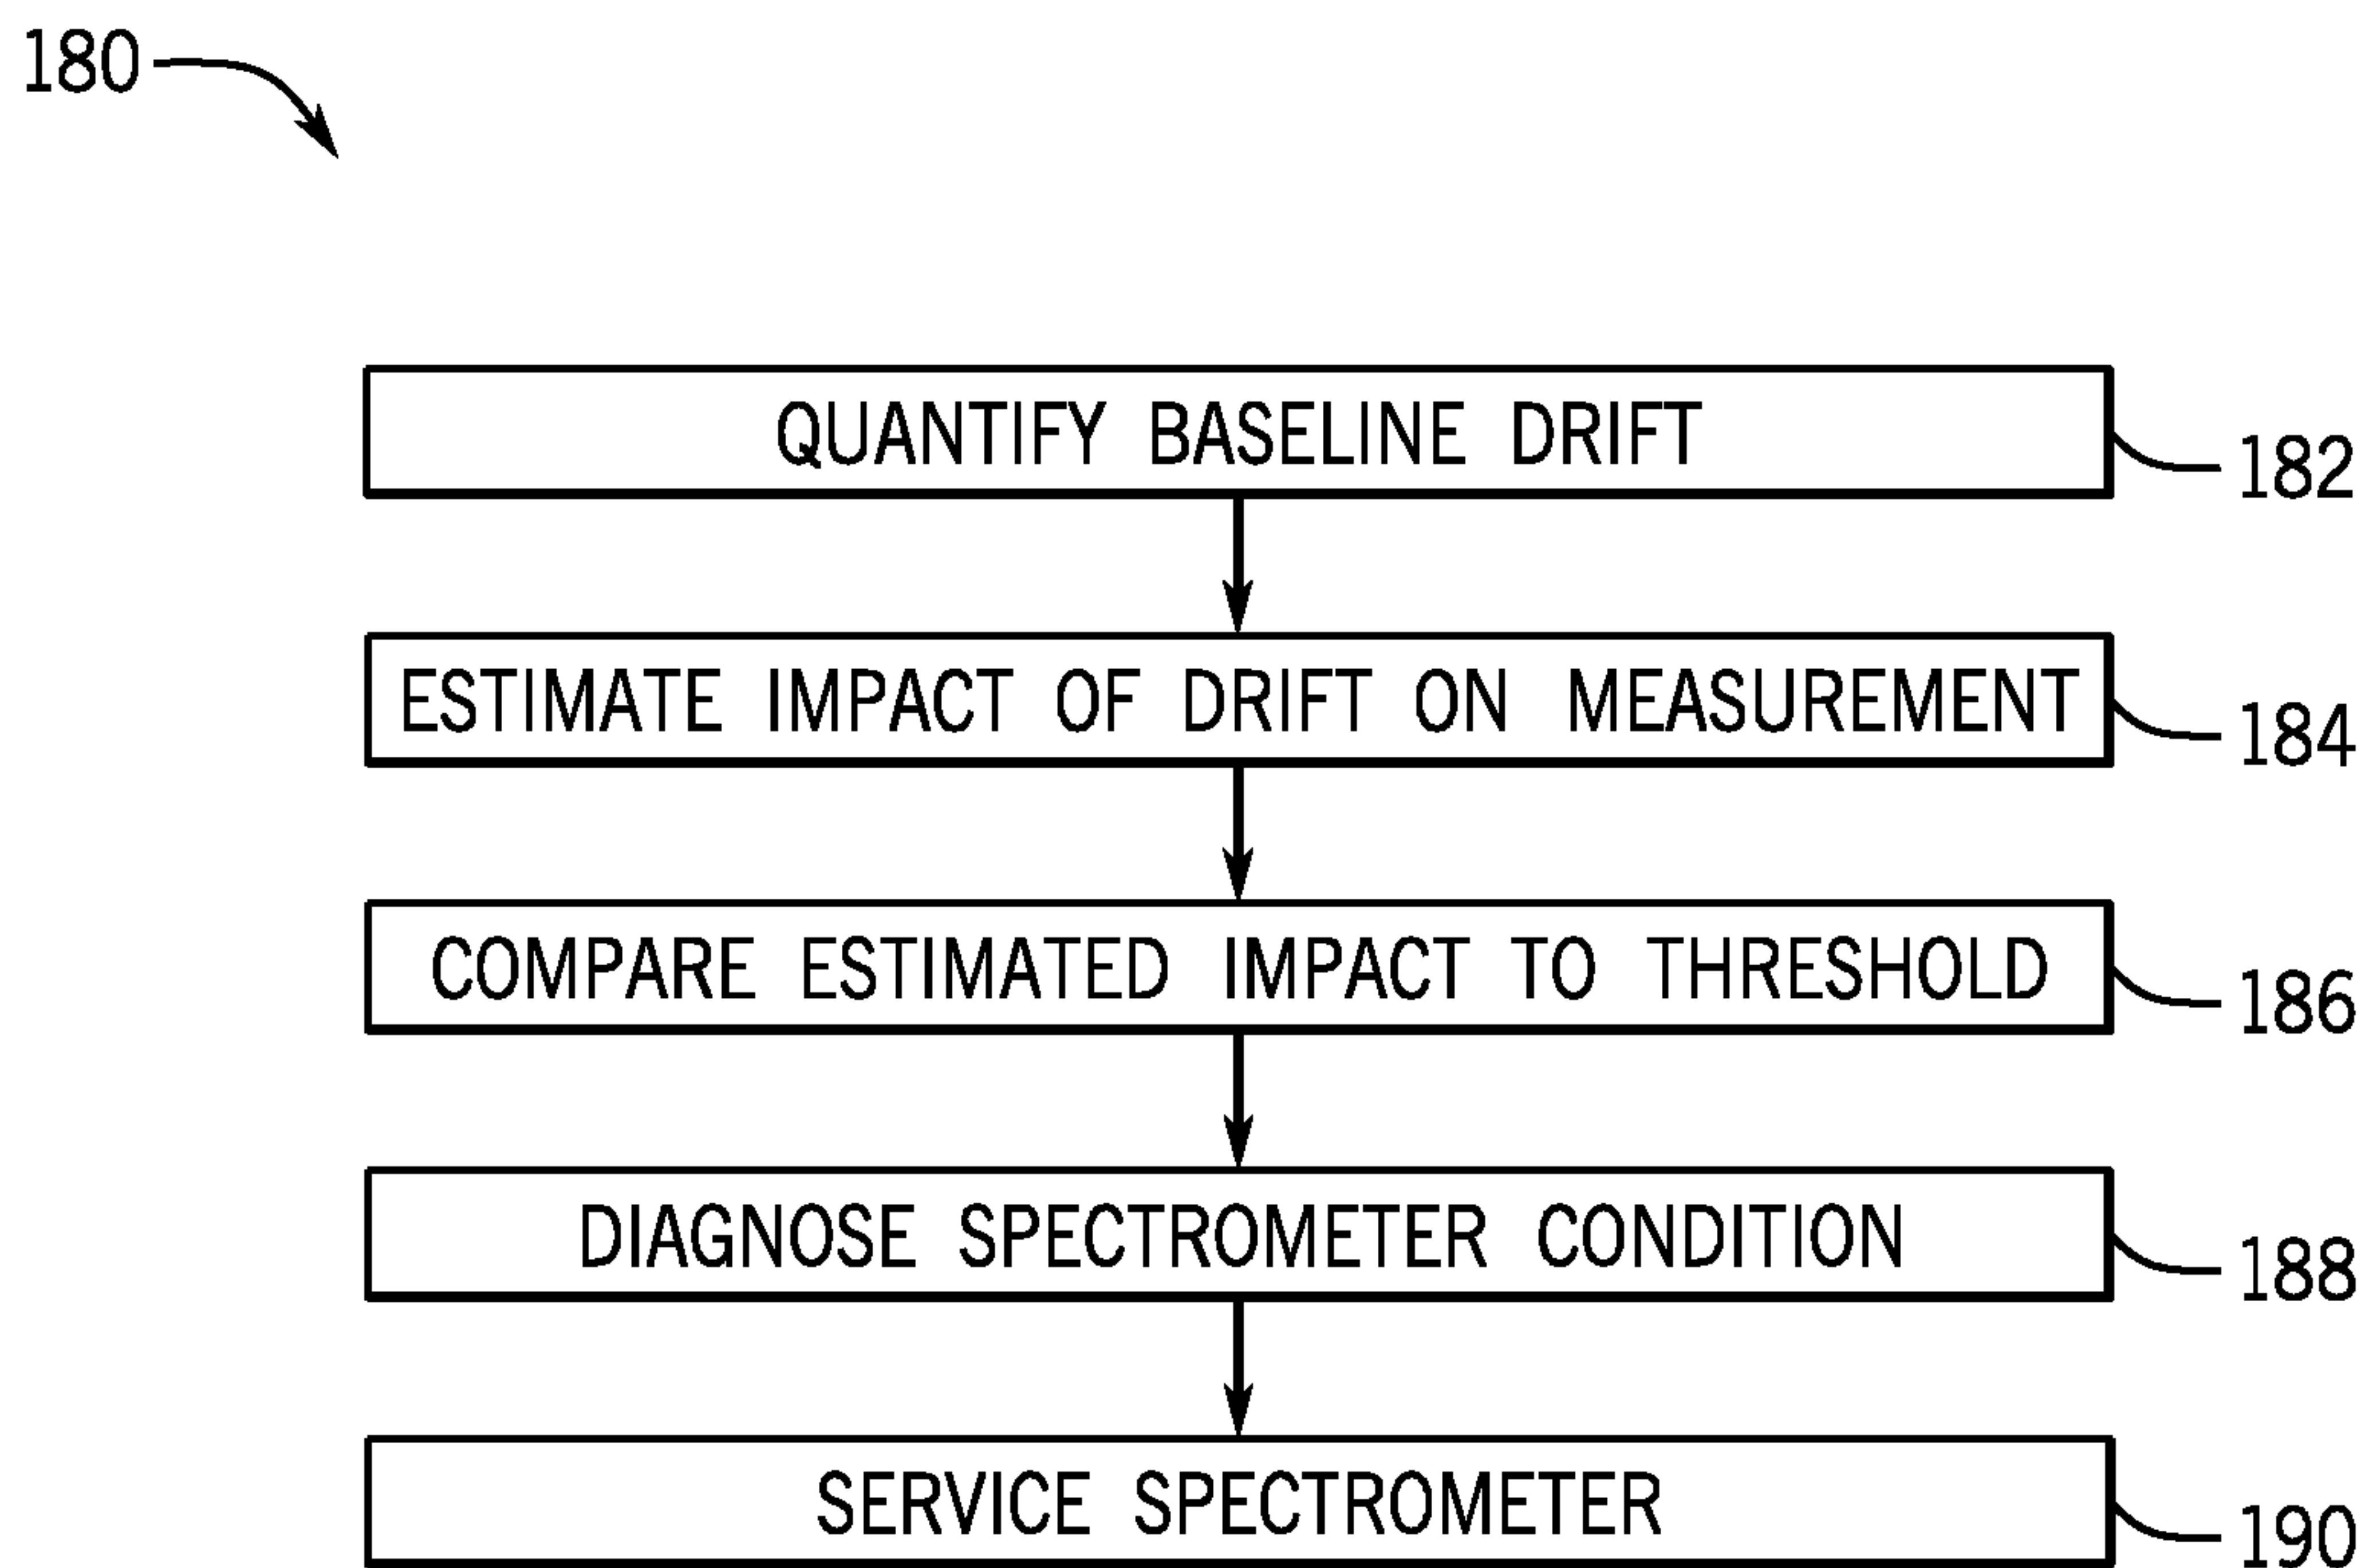 180
QUANTIFY BASELINE DRIFT
182
ESTIMATE IMPACT OF DRIFT ON MEASUREMENT
184
COMPARE ESTIMATED IMPACT TO THRESHOLD
186
DIAGNOSE SPECTROMETER CONDITION
188
SERVICE SPECTROMETER
190